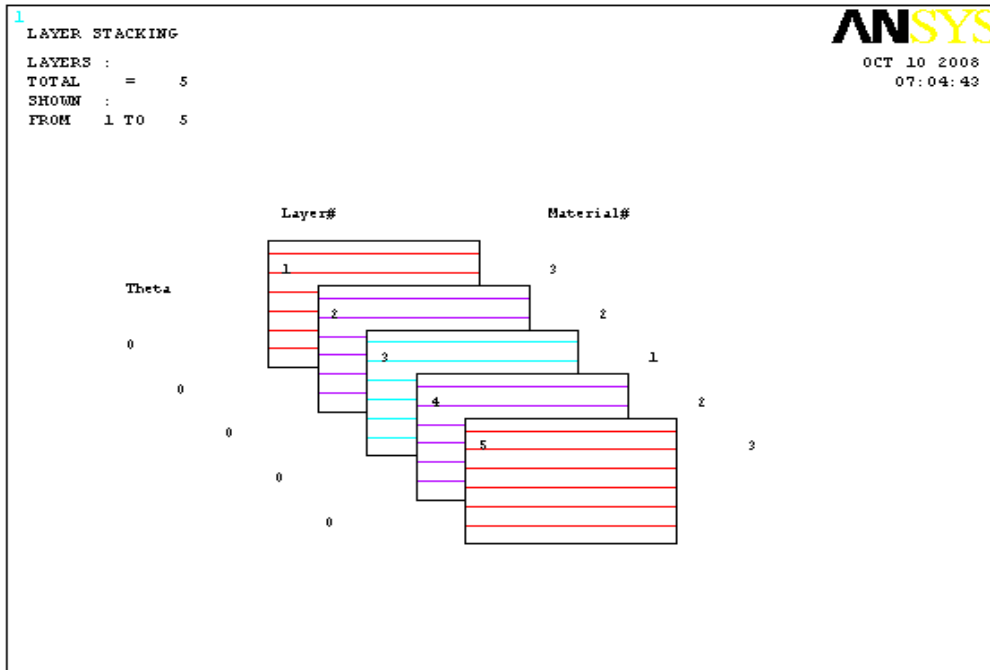 1
ANSYS
LAYER STACKING
OCT 10 2008
LAYERS :
07:04:43
TOTAL = 5
SHOWN :
FROM 1 TO 5
Layer# Material#
1 3
Theta
2 2
0
3 1
0
4 2
0
5 3
0
0